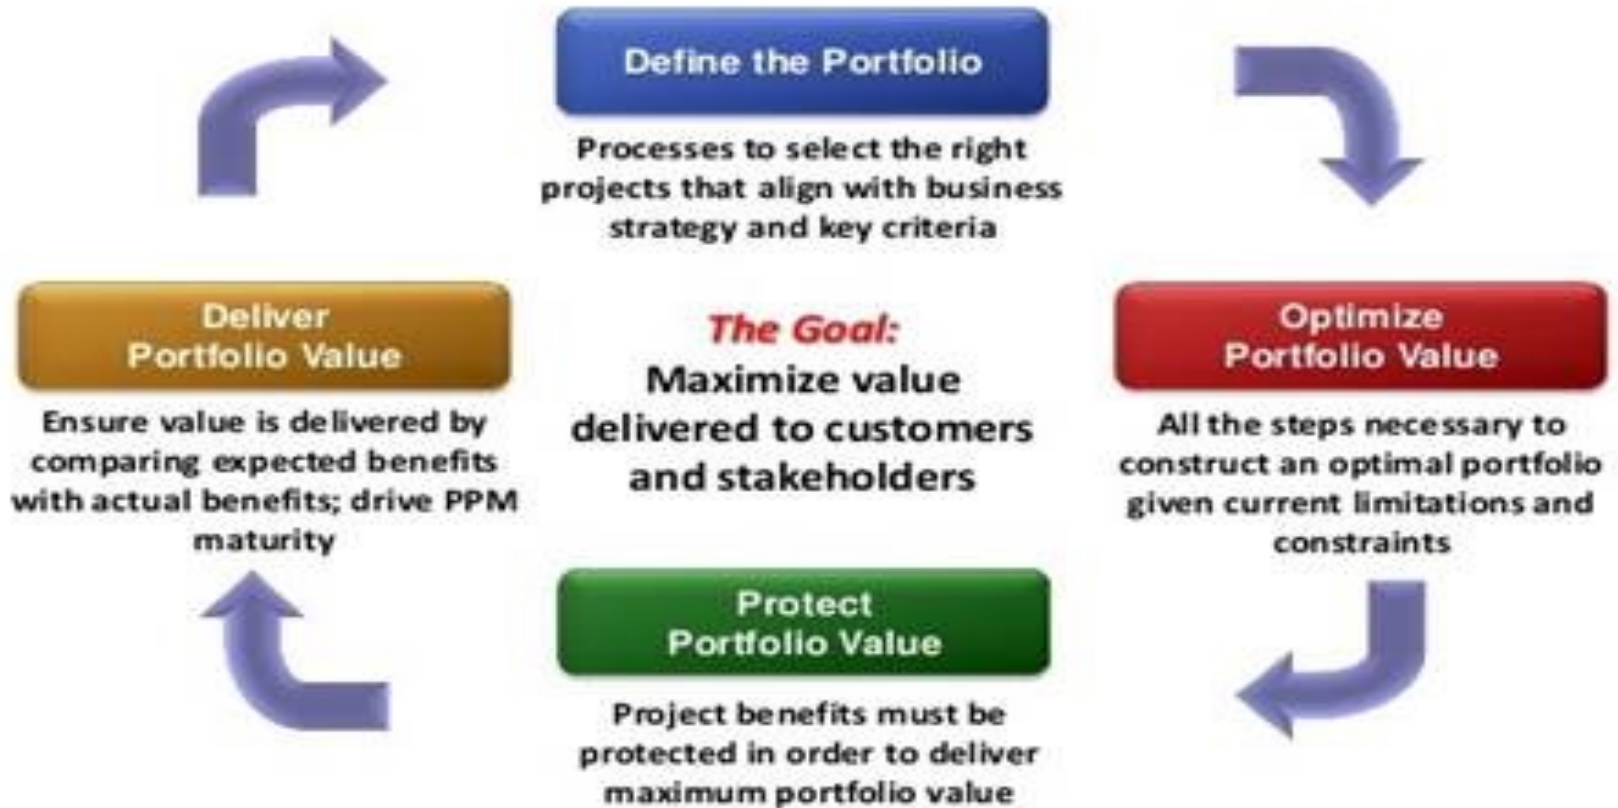 Define the Portfolio
Processes to select the right
projects that align with business
strategy and key criteria
Deliver
Portfolio Value
Ensure value is delivered by
comparing expected benefits
with actual benefits; drive PPM
maturity
The Goal:
Maximize value
delivered to customers
and stakeholders
Optimize
Portfolio Value
All the steps necessary to
construct an optimal portfolio
given current limitations and
constraints
Protect
Portfolio Value
Project benefits must be
protected in order to deliver
maximum portfolio value